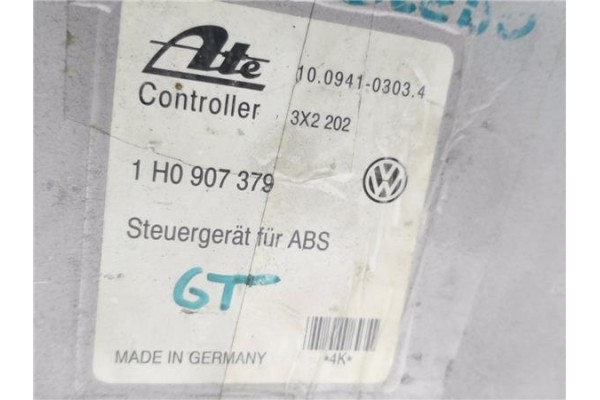 Ate
10.0941-0303.4
Controller
3X2 202
1 H0 907 379
VW
Steuergerät für ABS
GT
MADE IN GERMANY
*4K*